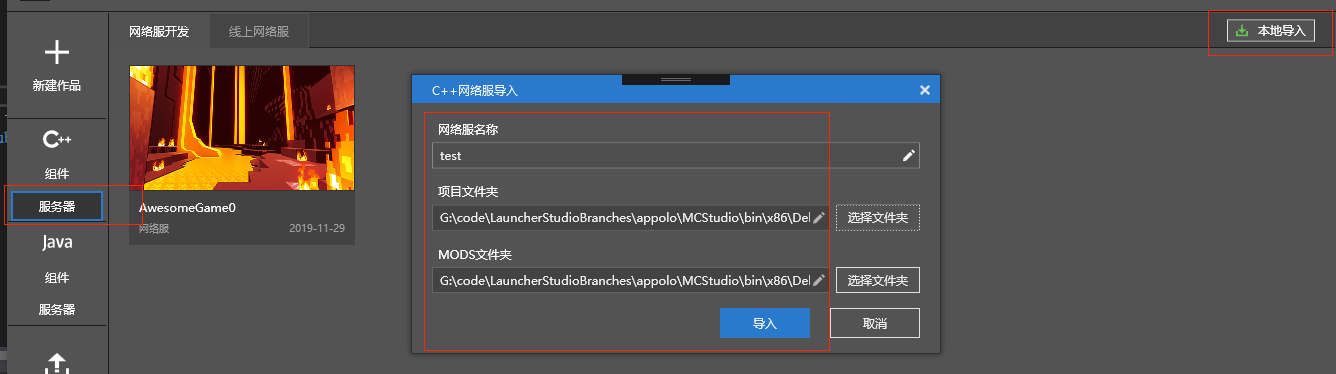 网络服开发
线上网络服
本地导入
新建作品
C++
组件
服务器
Java
组件
服务器
AwesomeGame0
网络服
2019-11-29
C++网络服导入
网络服名称
test
项目文件夹
G:\code\LauncherStudioBranches\appolo\MCStudio\bin\x86\Del
选择文件夹
MODS文件夹
G:\code\LauncherStudioBranches\appolo\MCStudio\bin\x86\Del
选择文件夹
导入
取消